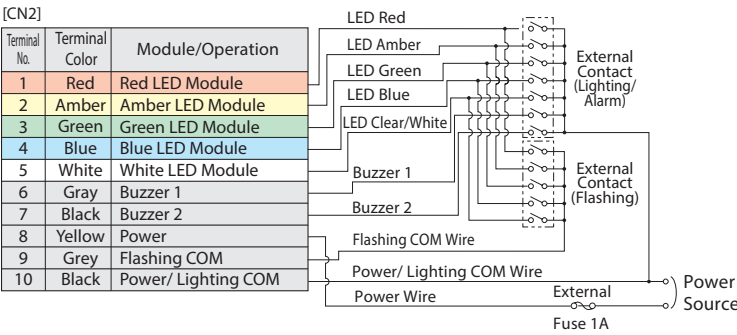 [CN2]
Terminal No. Terminal Color Module/Operation
1 Red Red LED Module
2 Amber Amber LED Module
3 Green Green LED Module
4 Blue Blue LED Module
5 White White LED Module
6 Gray Buzzer 1
7 Black Buzzer 2
8 Yellow Power
9 Grey Flashing COM
10 Black Power/ Lighting COM
LED Red
LED Amber
LED Green
LED Blue
LED Clear/White
Buzzer 1
Buzzer 2
Flashing COM Wire
Power/ Lighting COM Wire
Power Wire
External
Contact
(Lighting/
Alarm)
External
Contact
(Flashing)
External
Fuse 1A
Power
Source